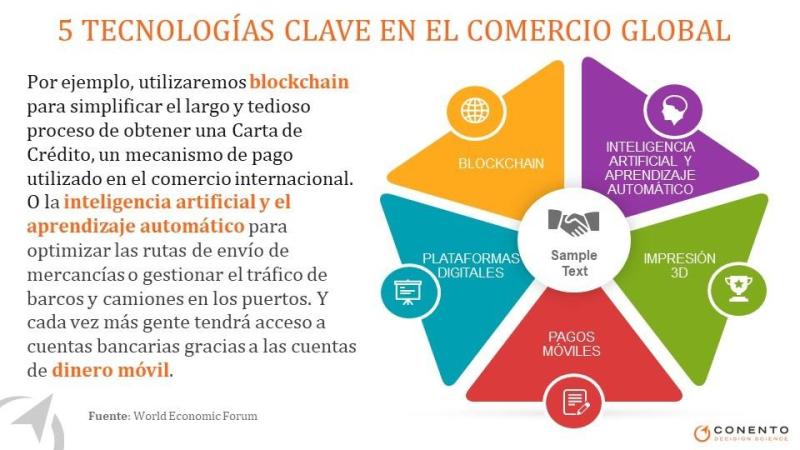 5 TECNOLOGÍAS CLAVE EN EL COMERCIO GLOBAL
Por ejemplo, utilizaremos blockchain
para simplificar el largo y tedioso
proceso de obtener una Carta de
Crédito, un mecanismo de pago
utilizado en el comercio internacional.
O la inteligencia artificial y el
aprendizaje automático para
optimizar las rutas de envío de
mercancías o gestionar el tráfico de
barcos y camiones en los puertos. Y
cada vez más gente tendrá acceso a
cuentas bancarias gracias a las cuentas
de dinero móvil.
Fuente: World Economic Forum
BLOCKCHAIN
INTELIGENCIA
ARTIFICIAL Y
APRENDIZAJE
AUTOMÁTICO
PLATAFORMAS
DIGITALES
Sample
Text
IMPRESIÓN
3D
PAGOS
MÓVILES
CONENTO
DECISION SCIENCE